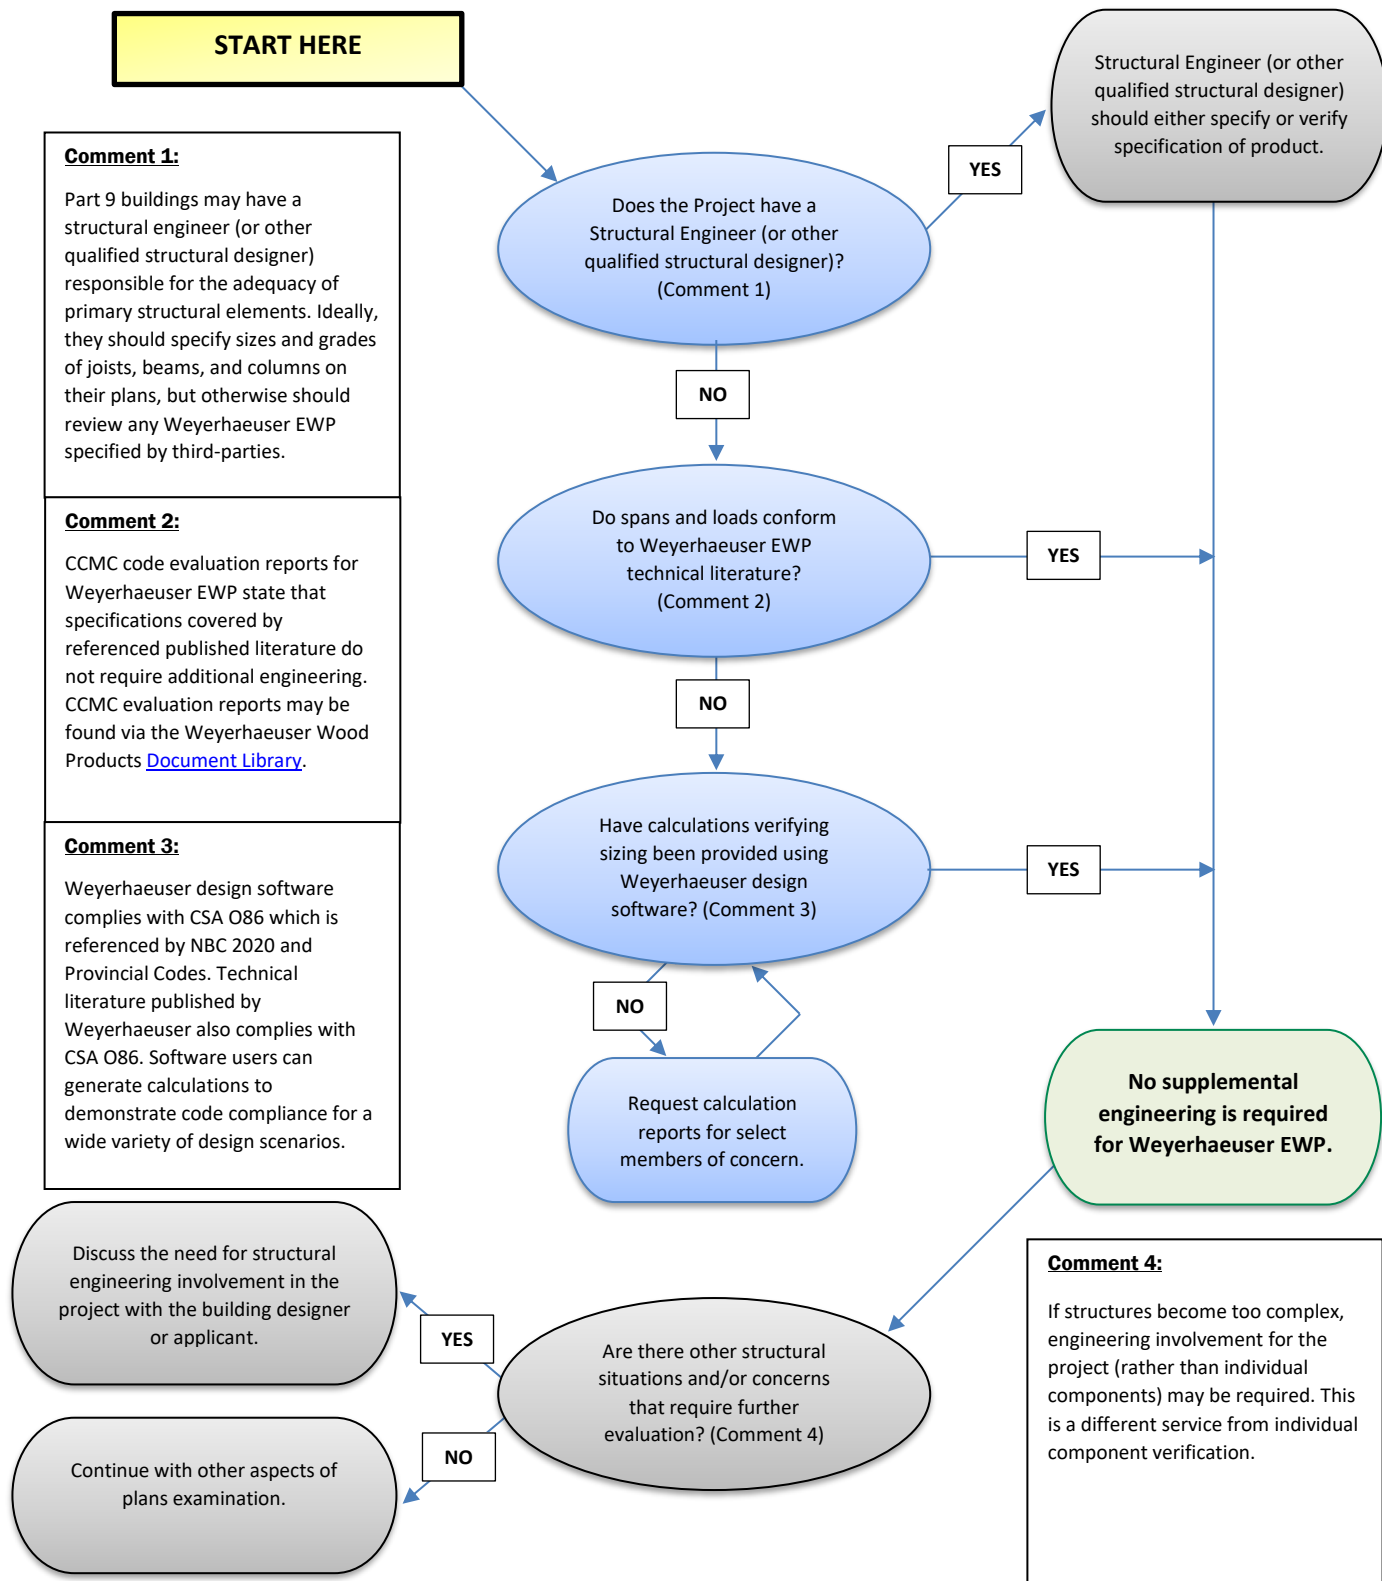 START HERE
Structural Engineer (or other
qualified structural designer)
should either specify or verify
specification of product.
Comment 1:
Part 9 buildings may have a
structural engineer (or other
qualified structural designer)
responsible for the adequacy of
primary structural elements. Ideally,
they should specify sizes and grades
of joists, beams, and columns on
their plans, but otherwise should
review any Weyerhaeuser EWP
specified by third-parties.
YES
Does the Project have a
Structural Engineer (or other
qualified structural designer)?
(Comment 1)
NO
Comment 2:
CCMC code evaluation reports for
Weyerhaeuser EWP state that
specifications covered by
referenced published literature do
not require additional engineering.
CCMC evaluation reports may be
found via the Weyerhaeuser Wood
Products Document Library.
Do spans and loads conform
to Weyerhaeuser EWP
technical literature?
(Comment 2)
YES
NO
Comment 3:
Weyerhaeuser design software
complies with CSA O86 which is
referenced by NBC 2020 and
Provincial Codes. Technical
literature published by
Weyerhaeuser also complies with
CSA O86. Software users can
generate calculations to
demonstrate code compliance for a
wide variety of design scenarios.
Have calculations verifying
sizing been provided using
Weyerhaeuser design
software? (Comment 3)
YES
NO
Request calculation
reports for select
members of concern.
No supplemental
engineering is required
for Weyerhaeuser EWP.
Discuss the need for structural
engineering involvement in the
project with the building designer
or applicant.
YES
Are there other structural
situations and/or concerns
that require further
evaluation? (Comment 4)
NO
Continue with other aspects of
plans examination.
Comment 4:
If structures become too complex,
engineering involvement for the
project (rather than individual
components) may be required. This
is a different service from individual
component verification.